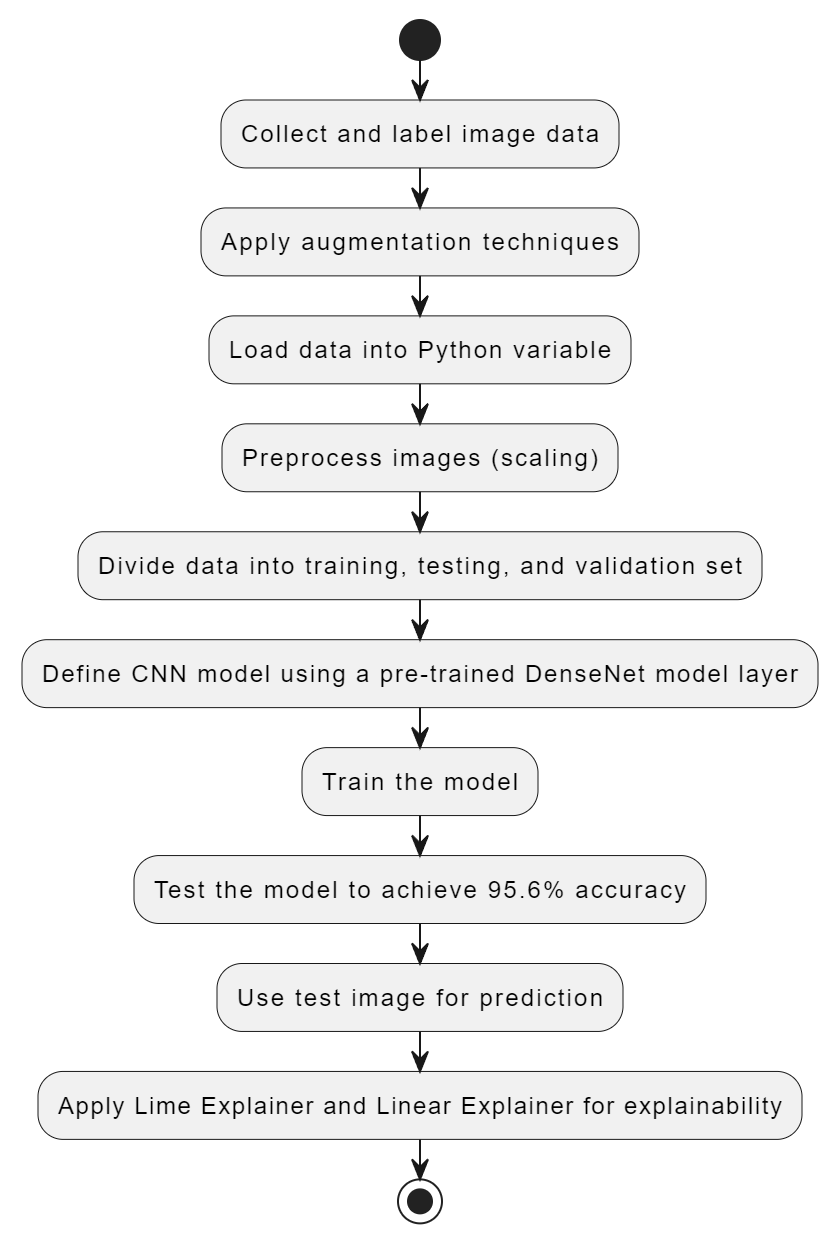 Collect and label image data
Apply augmentation techniques
Load data into Python variable
Preprocess images (scaling)
Divide data into training, testing, and validation set
Define CNN model using a pre-trained DenseNet model layer
Train the model
Test the model to achieve 95.6% accuracy
Use test image for prediction
Apply Lime Explainer and Linear Explainer for explainability